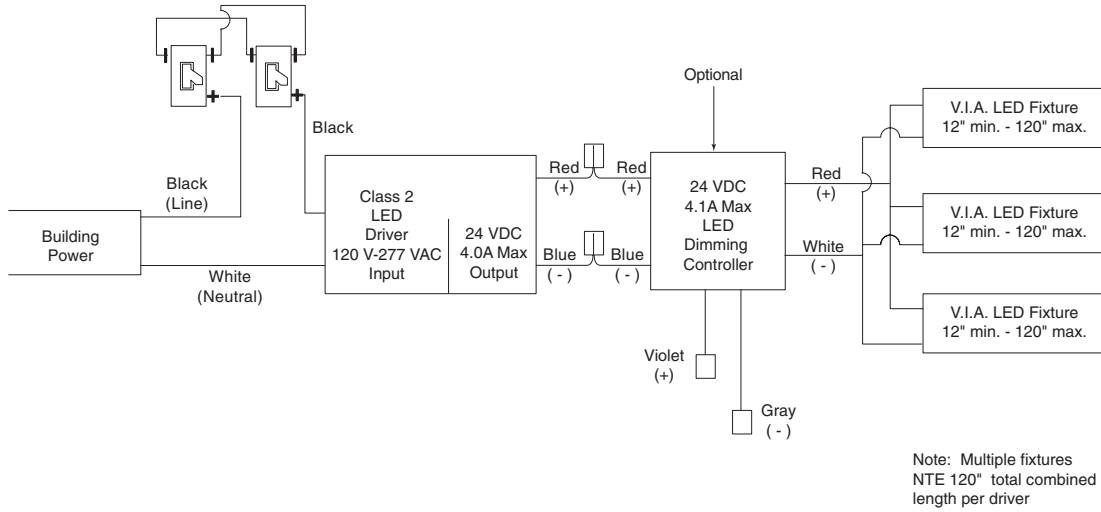 Optional
Black
Black
(Line)
Building
Power
White
(Neutral)
Class 2
LED
Driver
120 V-277 VAC
Input
24 VDC
4.0A Max
Output
Red
(+)
Red
(+)
Blue
( - )
Blue
( - )
24 VDC
4.1A Max
LED
Dimming
Controller
Red
(+)
White
( - )
Violet
(+)
Gray
( - )
V.I.A. LED Fixture
12" min. - 120" max.
V.I.A. LED Fixture
12" min. - 120" max.
V.I.A. LED Fixture
12" min. - 120" max.
Note:  Multiple fixtures
NTE 120"  total combined
length per driver